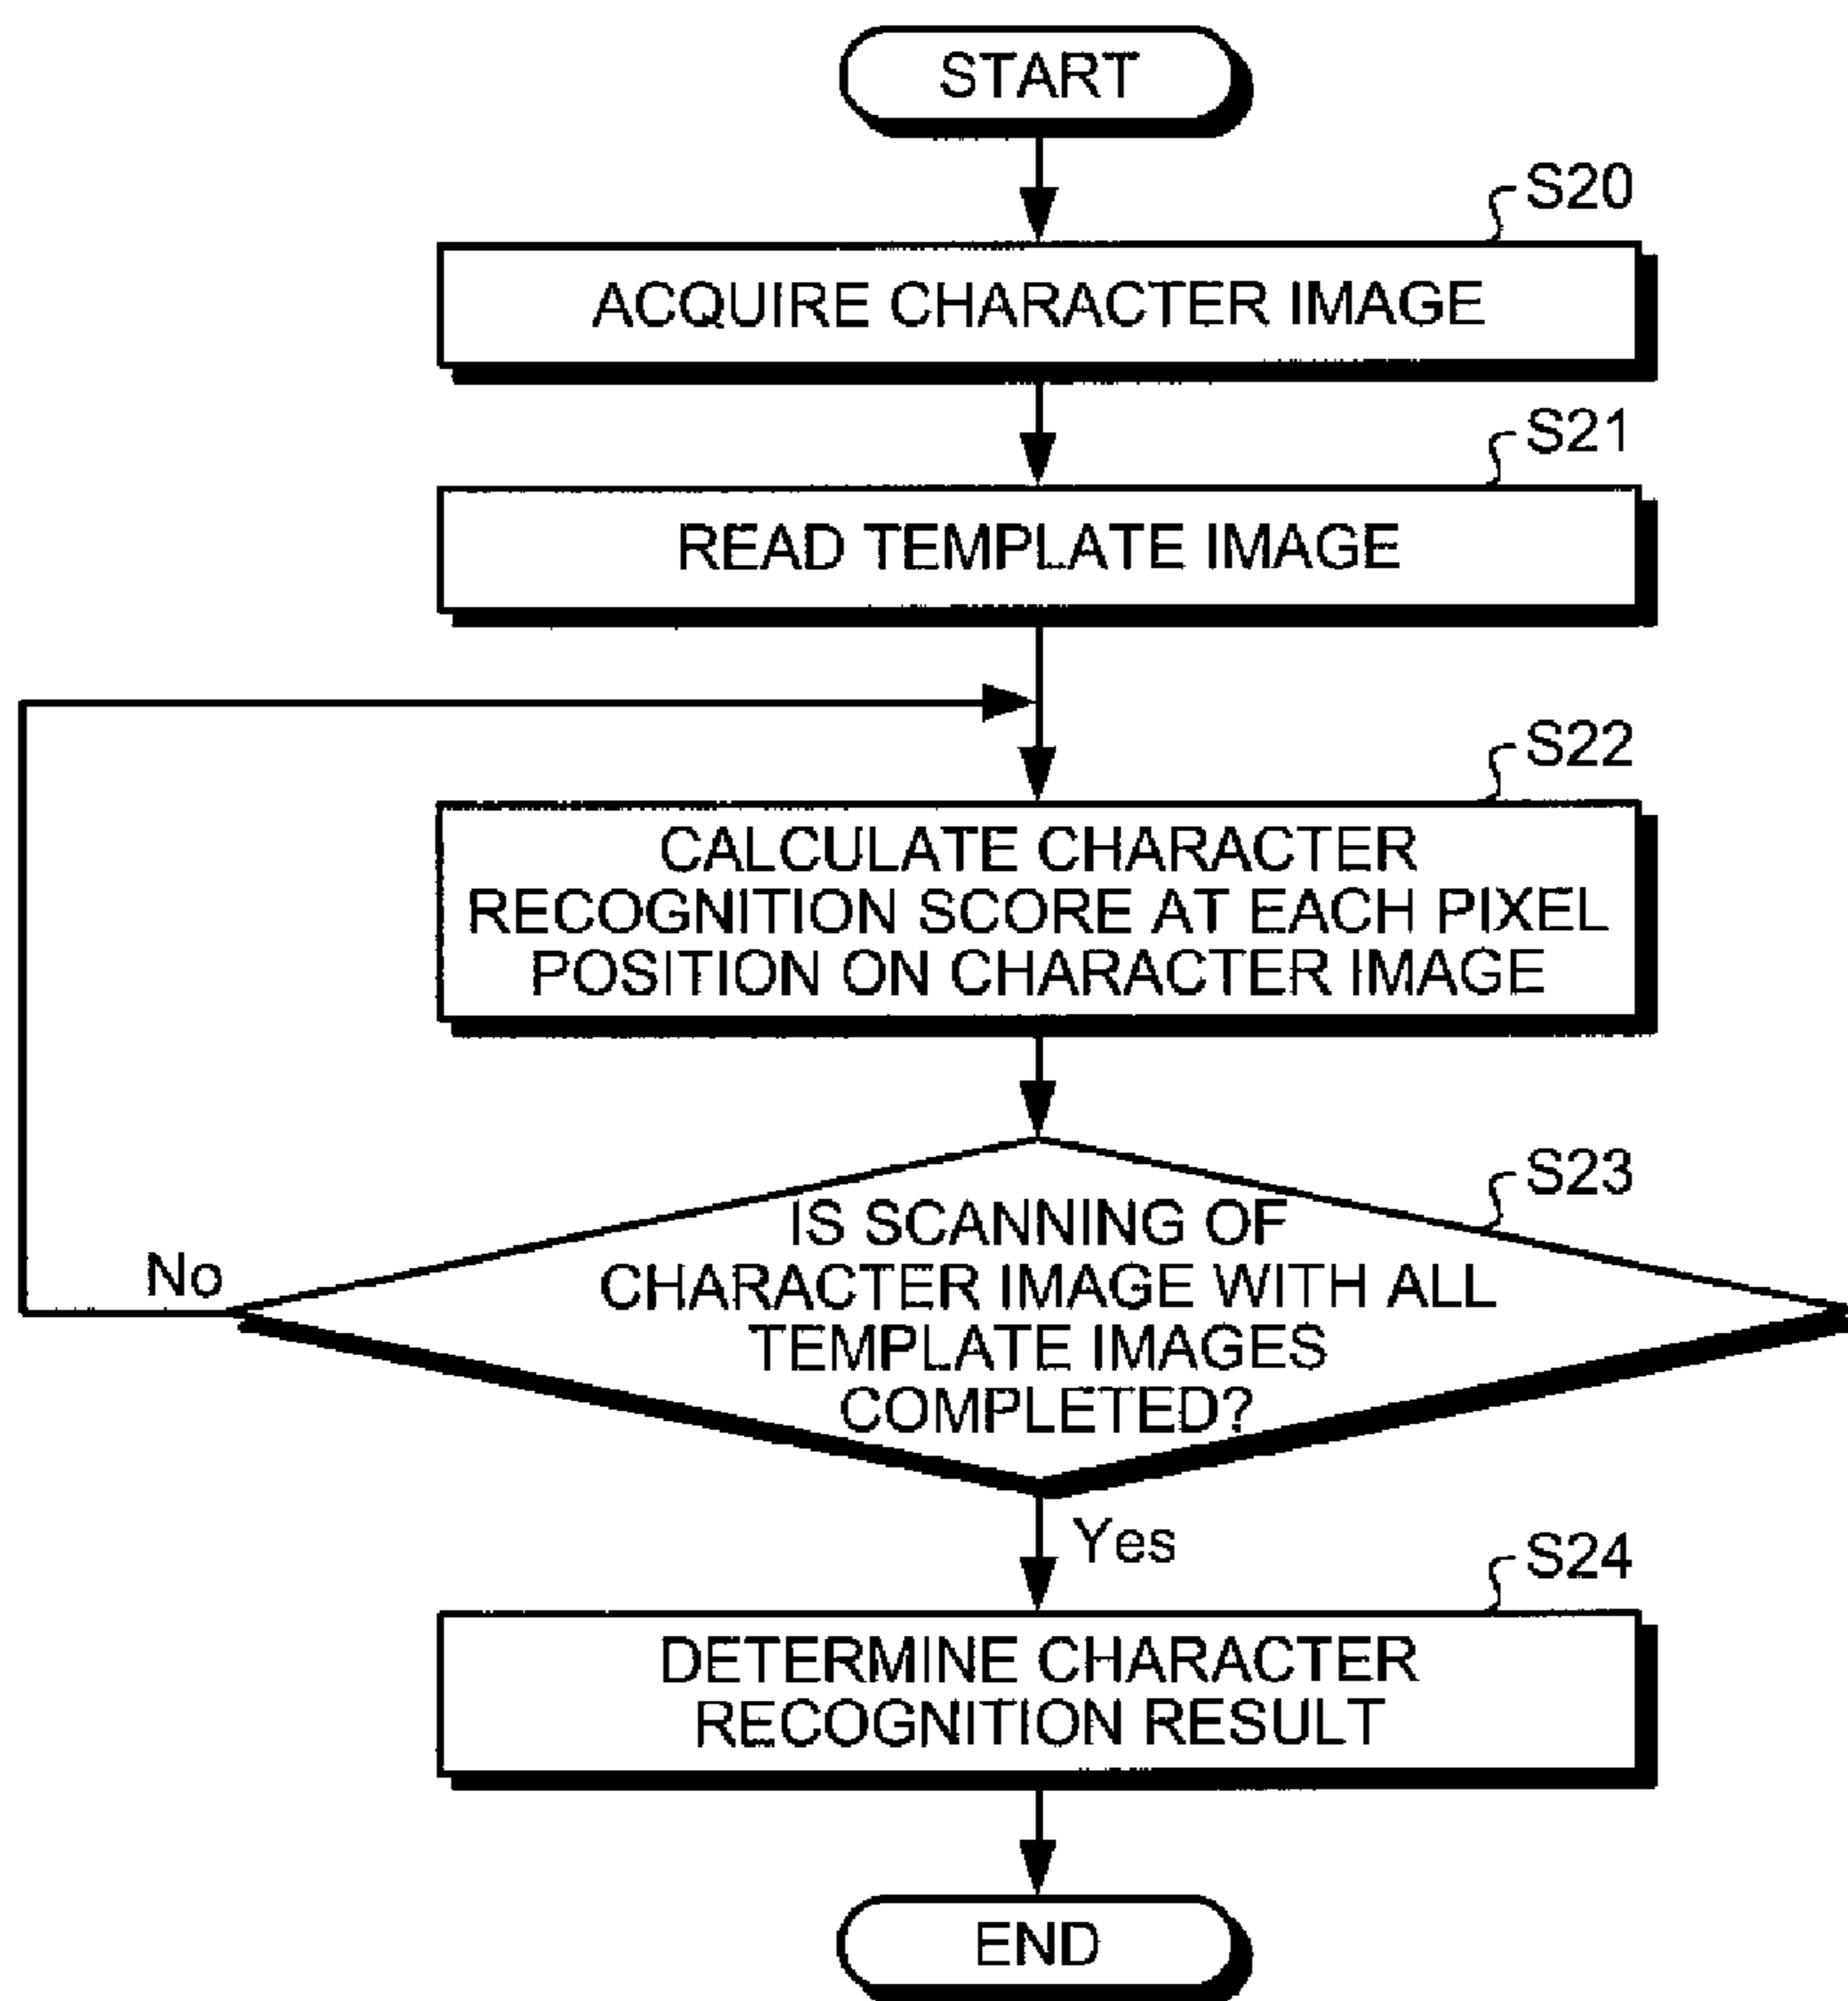 START
S20
ACQUIRE CHARACTER IMAGE
S21
READ TEMPLATE IMAGE
S22
CALCULATE CHARACTER
RECOGNITION SCORE AT EACH PIXEL
POSITION ON CHARACTER IMAGE
S23
IS SCANNING OF
CHARACTER IMAGE WITH ALL
TEMPLATE IMAGES
COMPLETED?
No
Yes
S24
DETERMINE CHARACTER
RECOGNITION RESULT
END